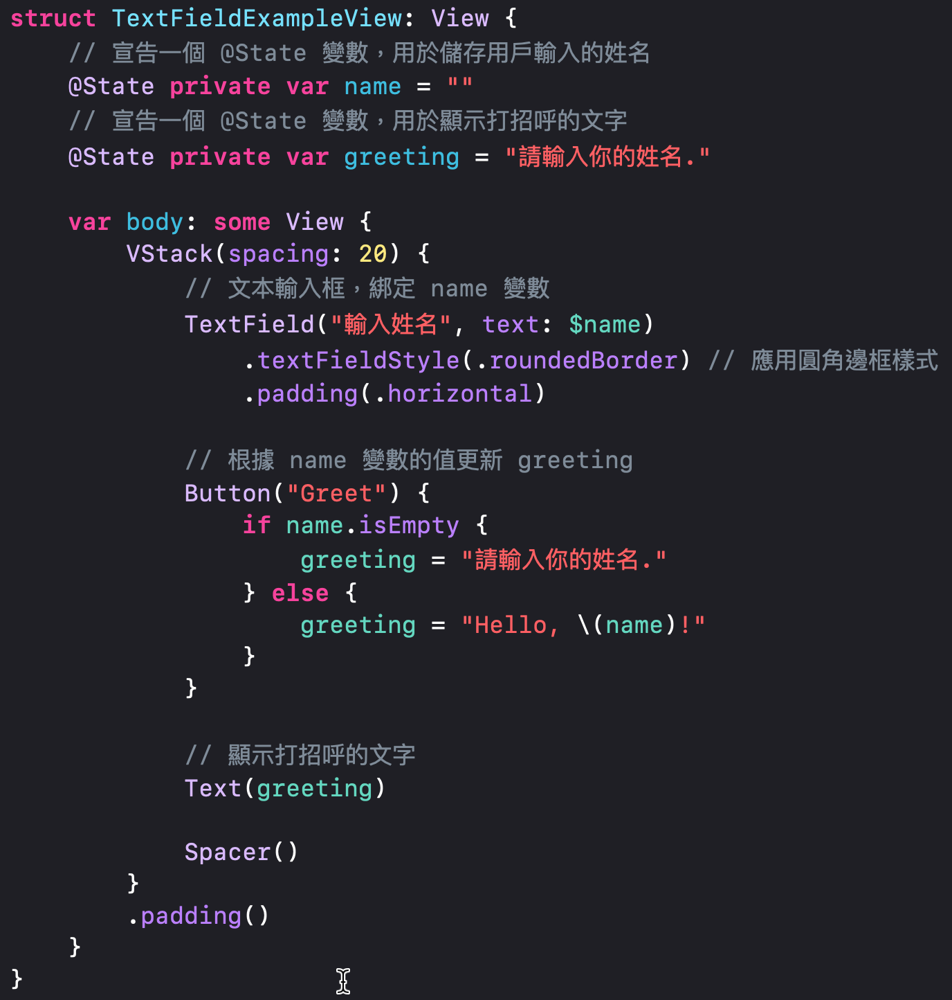 struct TextFieldExampleView: View {
    // 宣告一個 @State 變數，用於儲存用戶輸入的姓名
    @State private var name = ""
    // 宣告一個 @State 變數，用於顯示打招呼的文字
    @State private var greeting = "請輸入你的姓名."

    var body: some View {
        VStack(spacing: 20) {
            // 文本輸入框，綁定 name 變數
            TextField("輸入姓名", text: $name)
                .textFieldStyle(.roundedBorder) // 應用圓角邊框樣式
                .padding(.horizontal)

            // 根據 name 變數的值更新 greeting
            Button("Greet") {
                if name.isEmpty {
                    greeting = "請輸入你的姓名."
                } else {
                    greeting = "Hello, \(name)!"
                }
            }

            // 顯示打招呼的文字
            Text(greeting)

            Spacer()
        }
        .padding()
    }
}